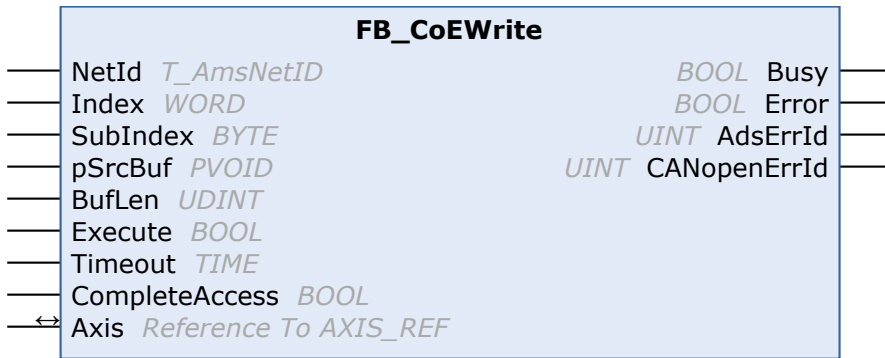 FB_CoEWrite
NetId T_AmsNetID BOOL Busy
Index WORD BOOL Error
SubIndex BYTE UINT AdsErrId
pSrcBuf PVOID UINT CANopenErrId
BufLen UDINT
Execute BOOL
Timeout TIME
CompleteAccess BOOL
Axis Reference To AXIS_REF